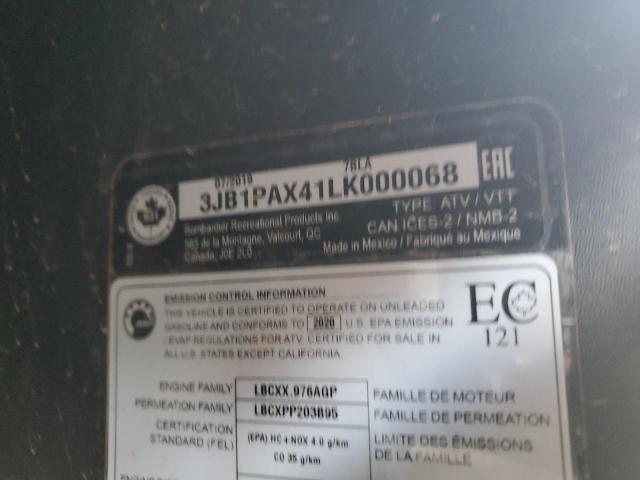 07/2019 7BLA
3JB1PAX41LK000068
EAC
Bombardier Recreational Products Inc.
565 de la Montagne, Valcourt, QC
Canada, J0E 2L0
TYPE ATV / VTT
CAN ICES-2 / NMB-2
Made in Mexico / Fabriqué au Mexique
EMISSION CONTROL INFORMATION
THIS VEHICLE IS CERTIFIED TO OPERATE ON UNLEADED
GASOLINE AND CONFORMS TO 2020 U.S. EPA EMISSION
/ EVAP REGULATIONS FOR ATV. CERTIFIED FOR SALE IN
ALL U.S. STATES EXCEPT CALIFORNIA.
EC
121
ENGINE FAMILY LBCXX.976AGP FAMILLE DE MOTEUR
PERMEATION FAMILY LBCXPP203B95 FAMILLE DE PERMEATION
CERTIFICATION
STANDARD (FEL)
(EPA) HC + NOX 4.0 g/km
CO 35 g/km
LIMITE DES ÉMISSIONS
DE LA FAMILLE